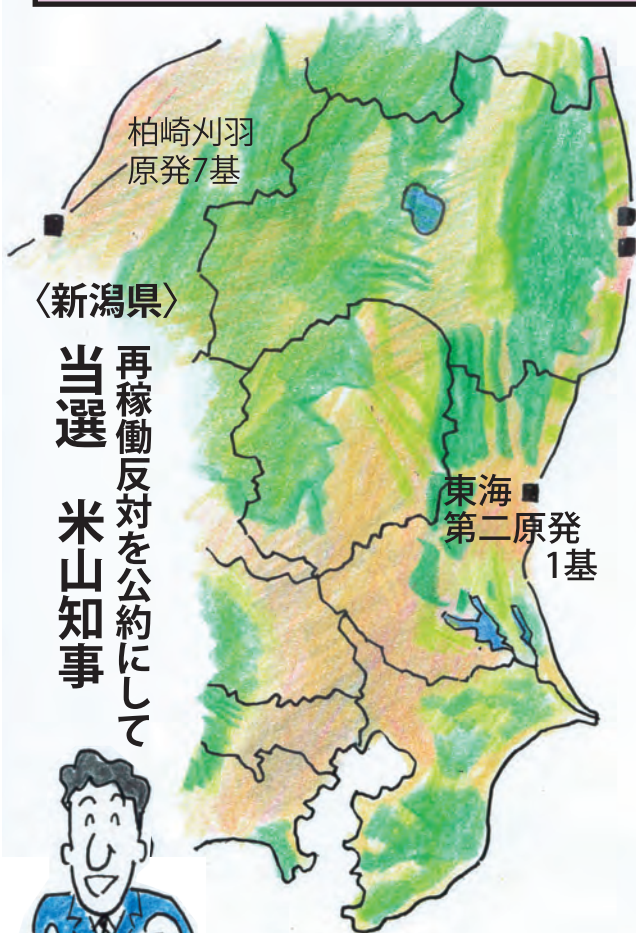 柏崎刈羽
原発7基
〈新潟県〉
再稼働反対を公約にして
当選 米山知事
東海
第二原発
1基